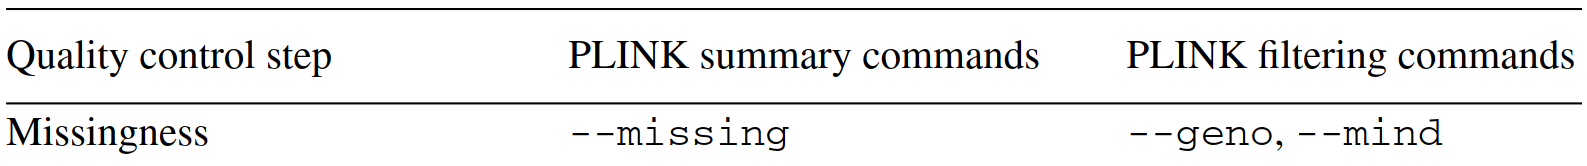 Quality control step PLINK summary commands PLINK filtering commands
Missingness --missing --geno, --mind